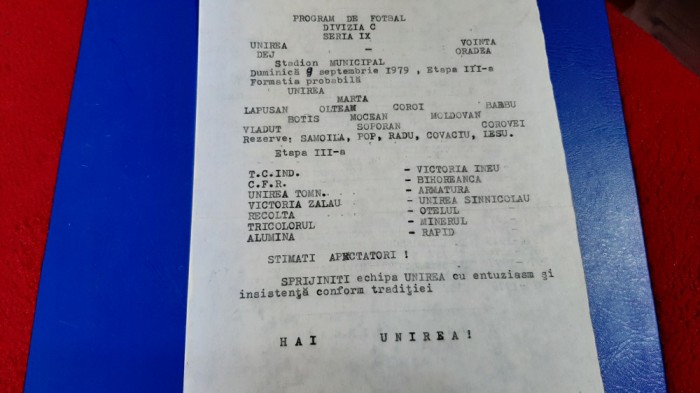 PROGRAM DE FOTBAL
DIVIZIA C
SERIA IX
UNIREA - VOINTA
DEJ ORADEA
Stadion MUNICIPAL
Duminică 9 septembrie 1979 , Etapa III-a
Formatia probabilă
UNIREA
MARTA
LAPUSAN OLTEAN COROI BARBU
BOTIS MOCEAN MOLDOVAN
VLADUT SOPORAN COROVEI
Rezerve: SAMOILA, POP, RADU, COVACIU, LESU.
Etapa III-a
T.C.IND. - VICTORIA INEU
C.F.R. - BIHOREANCA
UNIREA TOMN. - ARMATURA
VICTORIA ZALAU - UNIREA SINNICOLAU
RECOLTA - OTELUL
TRICOLORUL - MINERUL
ALUMINA - RAPID
STIMATI APECTATORI !
SPRIJINITI echipa UNIREA cu entuziasm şi
insistenţă conform tradiţiei
HAI UNIREA!